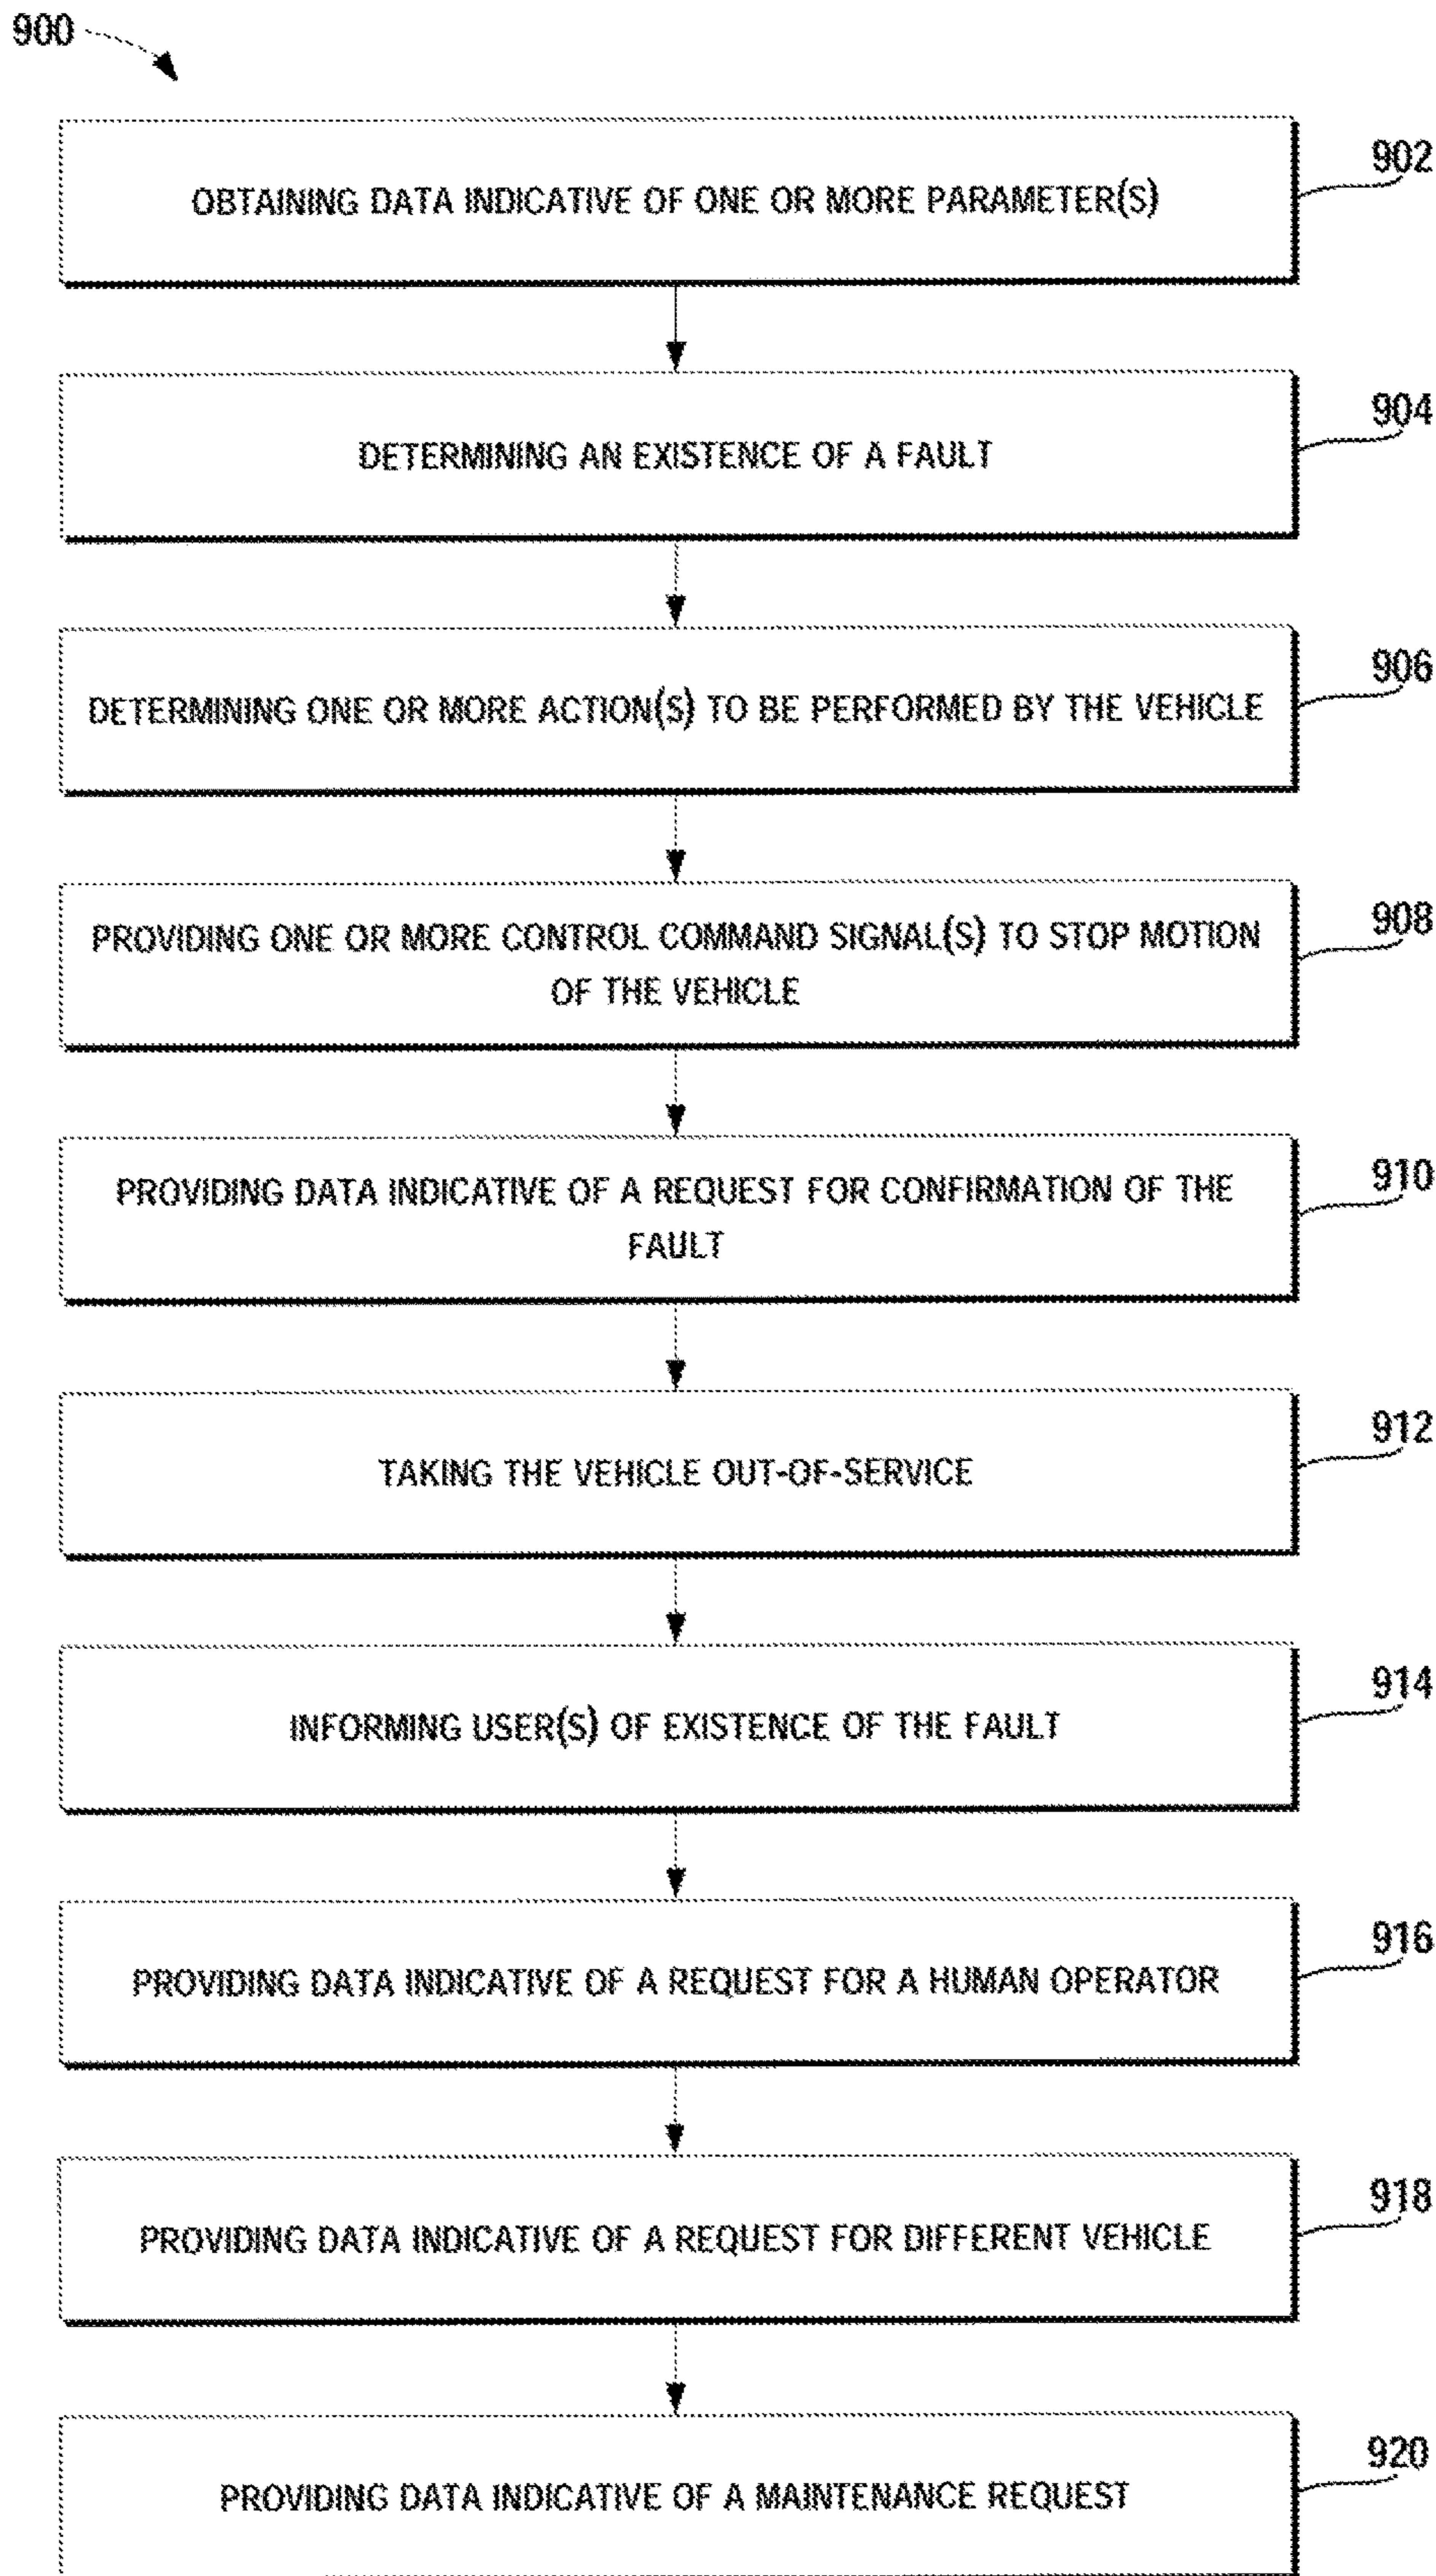 900
902
OBTAINING DATA INDICATIVE OF ONE OR MORE PARAMETER(S)
904
DETERMINING AN EXISTENCE OF A FAULT
906
DETERMINING ONE OR MORE ACTION(S) TO BE PERFORMED BY THE VEHICLE
908
PROVIDING ONE OR MORE CONTROL COMMAND SIGNAL(S) TO STOP MOTION
OF THE VEHICLE
910
PROVIDING DATA INDICATIVE OF A REQUEST FOR CONFIRMATION OF THE
FAULT
912
TAKING THE VEHICLE OUT-OF-SERVICE
914
INFORMING USER(S) OF EXISTENCE OF THE FAULT
916
PROVIDING DATA INDICATIVE OF A REQUEST FOR A HUMAN OPERATOR
918
PROVIDING DATA INDICATIVE OF A REQUEST FOR DIFFERENT VEHICLE
920
PROVIDING DATA INDICATIVE OF A MAINTENANCE REQUEST